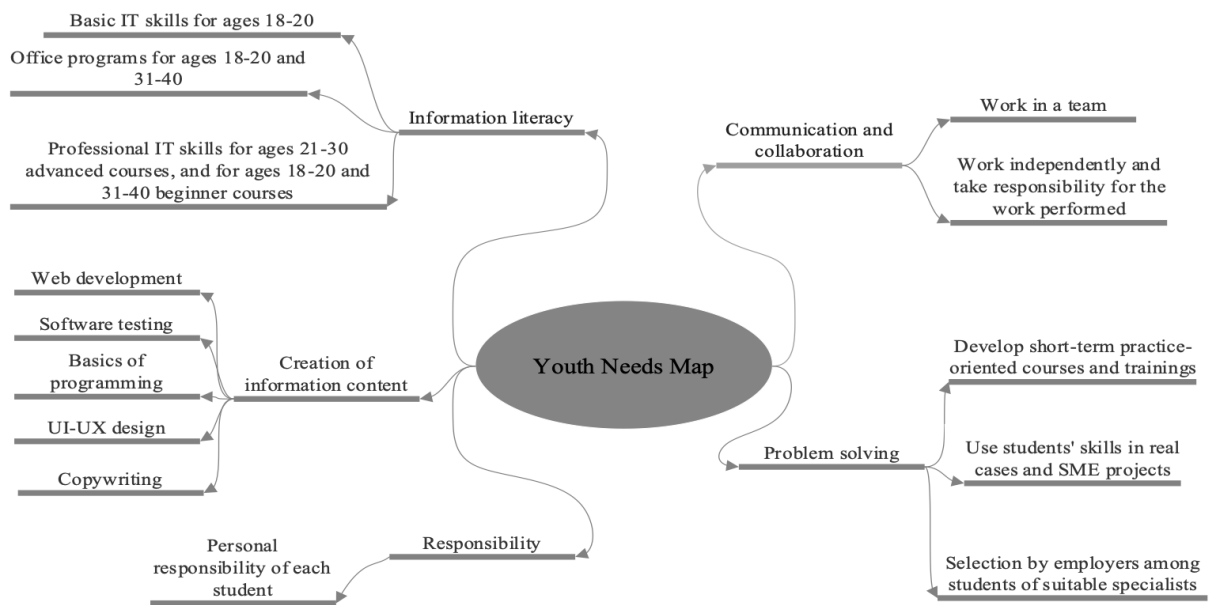 Basic IT skills for ages 18-20
Office programs for ages 18-20 and
31-40
Information literacy
Professional IT skills for ages 21-30
advanced courses, and for ages 18-20 and
31-40 beginner courses
Web development
Software testing
Basics of
programming
UI-UX design
Copywriting
Creation of
information content
Personal
responsibility of each
student
Responsibility
Youth Needs Map
Communication and
collaboration
Work in a team
Work independently and
take responsibility for the
work performed
Problem solving
Develop short-term practice-
oriented courses and trainings
Use students' skills in real
cases and SME projects
Selection by employers among
students of suitable specialists